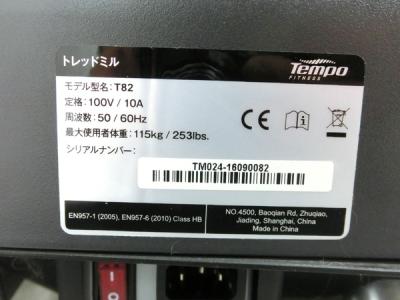 トレッドミル
Tempo
FITNESS
モデル型名：T82
定格：100V / 10A
周波数：50 / 60Hz
最大使用者体重：115kg / 253lbs.
シリアルナンバー：
CE
TM024-16090082
EN957-1 (2005), EN957-6 (2010) Class HB
NO.4500, Baoqian Rd, Zhuqiao,
Jiading, Shanghai, China
Made In China